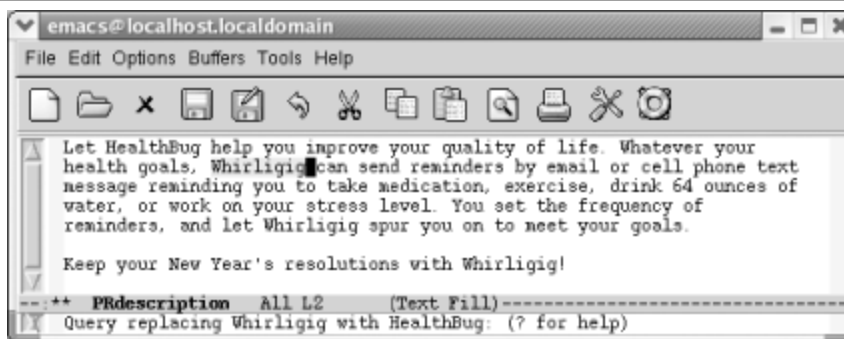 emacs@localhost.localdomain
File Edit Options Buffers Tools Help
Let HealthBug help you improve your quality of life. Whatever your
health goals, Whirligig can send reminders by email or cell phone text
message reminding you to take medication, exercise, drink 64 ounces of
water, or work on your stress level. You set the frequency of
reminders, and let Whirligig spur you on to meet your goals.
Keep your New Year's resolutions with Whirligig!
--:** PRdescription All L2 (Text Fill)----------------------------------
Query replacing Whirligig with HealthBug: (? for help)